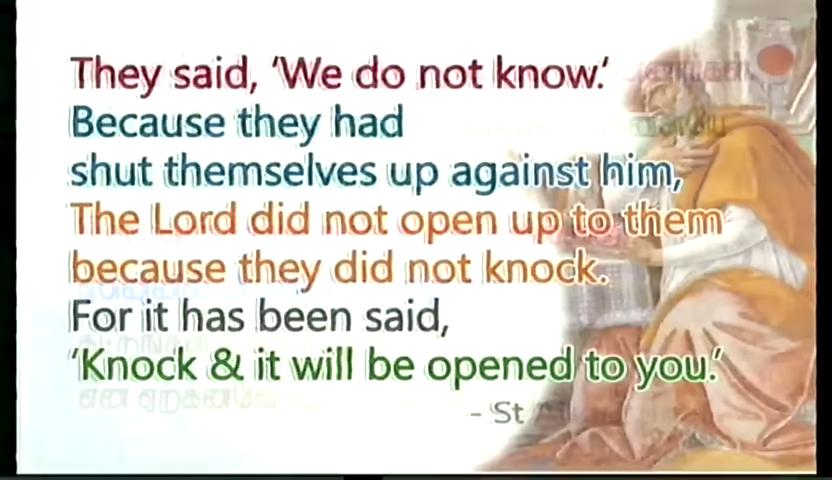 They said, ‘We do not know.’
Because they had
shut themselves up against him,
The Lord did not open up to them
because they did not knock.
For it has been said,
‘Knock & it will be opened to you.’
- St